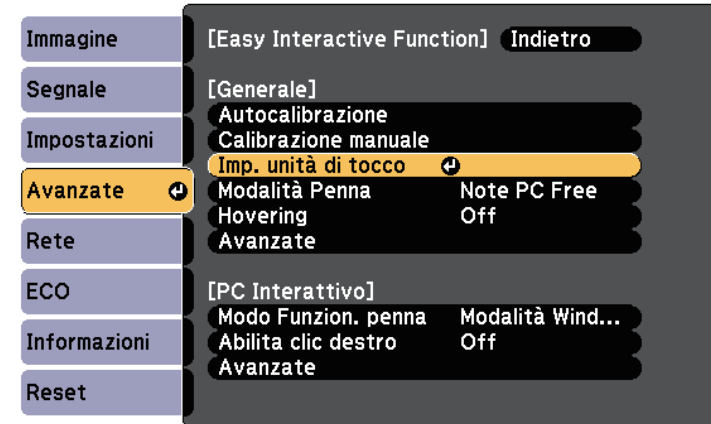 Immagine
Segnale
Impostazioni
Avanzate
Rete
ECO
Informazioni
Reset
[Easy Interactive Function] Indietro
[Generale]
Autocalibrazione
Calibrazione manuale
Imp. unità di tocco
Modalità Penna Note PC Free
Hovering Off
Avanzate
[PC Interattivo]
Modo Funzion. penna Modalità Wind...
Abilita clic destro Off
Avanzate